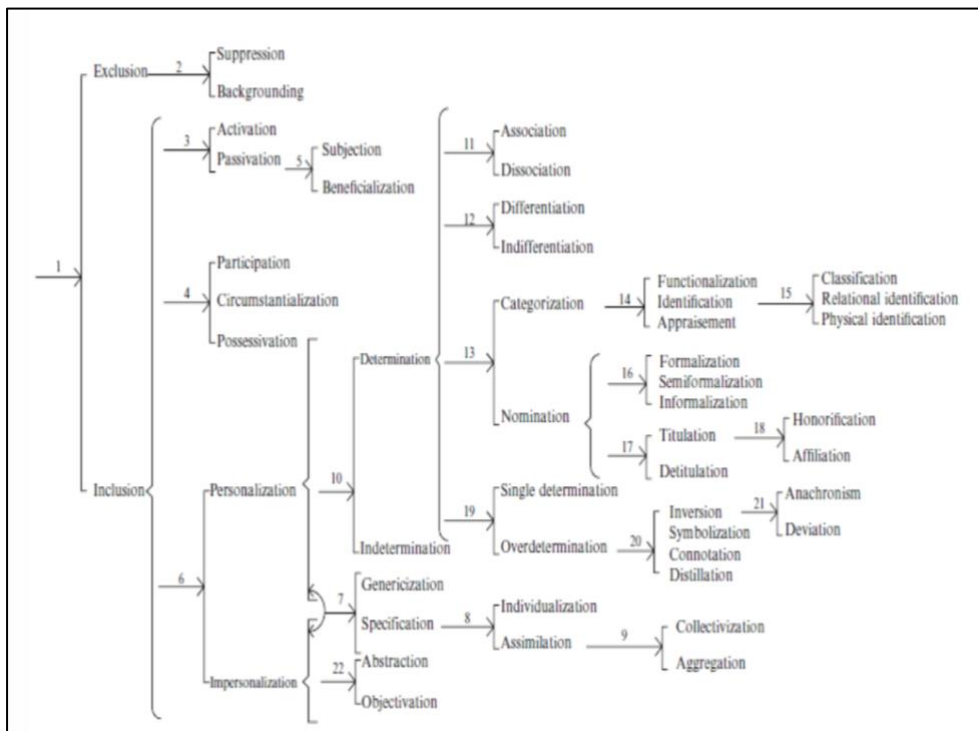 Suppression
Exclusion 2
Backgrounding
Activation
3
Passivation 5 Subjection
Beneficialization
11 Association
Dissociation
12 Differentiation
Indifferentiation
1
Participation
4 Circumstantialization
Possessivation
Categorization 14 Functionalization
Identification 15 Classification
Appraisement Relational identification
Physical identification
Determination 13
Formalization
16 Semiformalization
Informalization
Nomination
Honorification
17 Titulation 18
Affiliation
Detitulation
Inclusion
Personalization 10
Single determination
19
Overdetermination 20 Inversion 21 Anachronism
Symbolization Deviation
Connotation
Distillation
Indetermination
6
Genericization
7
Specification 8 Individualization
Assimilation 9 Collectivization
Aggregation
Impersonalization 22 Abstraction
Objectivation